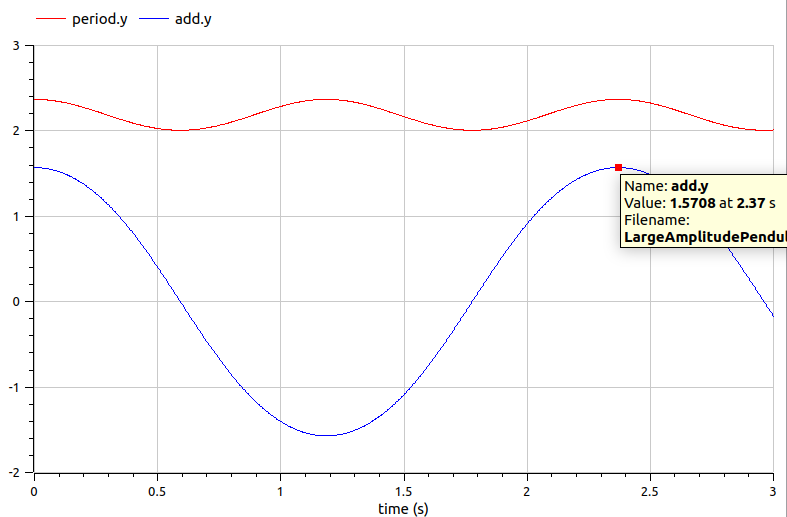 period.y add.y
3
2
1
0
-1
-2
Name: add.y
Value: 1.5708 at 2.37 s
Filename:
0 0.5 1 1.5 2 2.5 3
time (s)